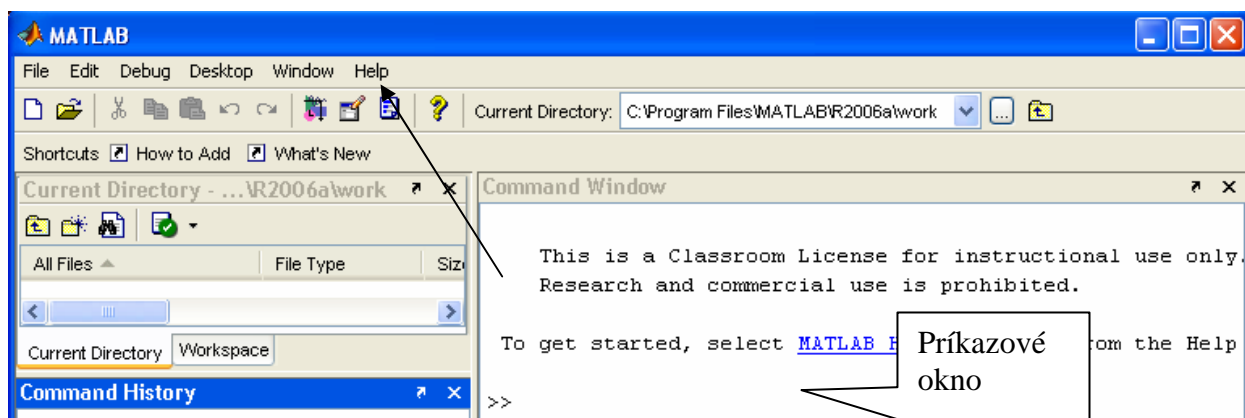 MATLAB
File Edit Debug Desktop Window Help
Current Directory: C:\Program Files\MATLAB\R2006a\work ...
Shortcuts How to Add What's New
Current Directory - ...\R2006a\work
All Files File Type Siz
Current Directory Workspace
Command History
Command Window
This is a Classroom License for instructional use only.
Research and commercial use is prohibited.
To get started, select MATLAB H om the Help
>>
Príkazové
okno